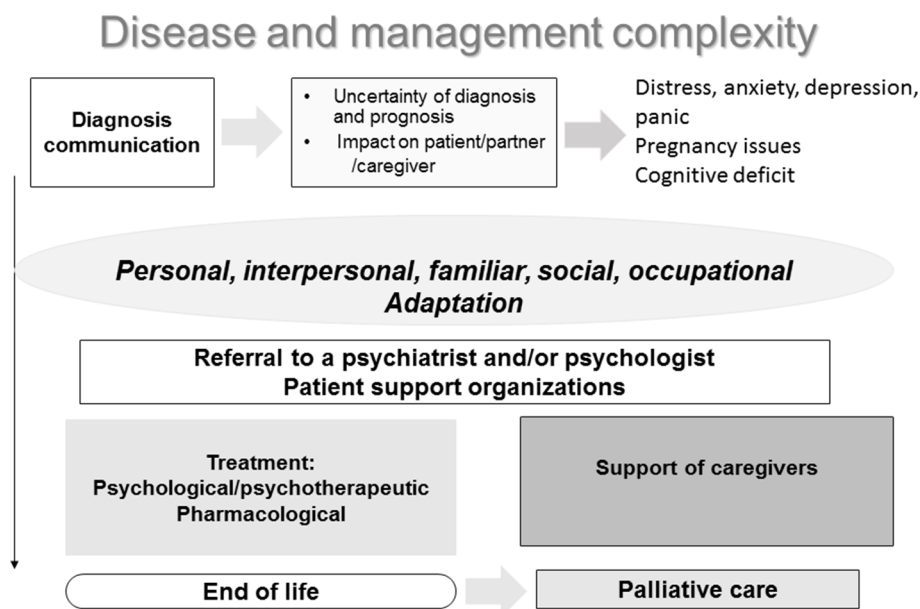 Disease and management complexity
Diagnosis
communication
• Uncertainty of diagnosis
and prognosis
• Impact on patient/partner
/caregiver
Distress, anxiety, depression,
panic
Pregnancy issues
Cognitive deficit
Personal, interpersonal, familiar, social, occupational
Adaptation
Referral to a psychiatrist and/or psychologist
Patient support organizations
Treatment:
Psychological/psychotherapeutic
Pharmacological
Support of caregivers
End of life
Palliative care